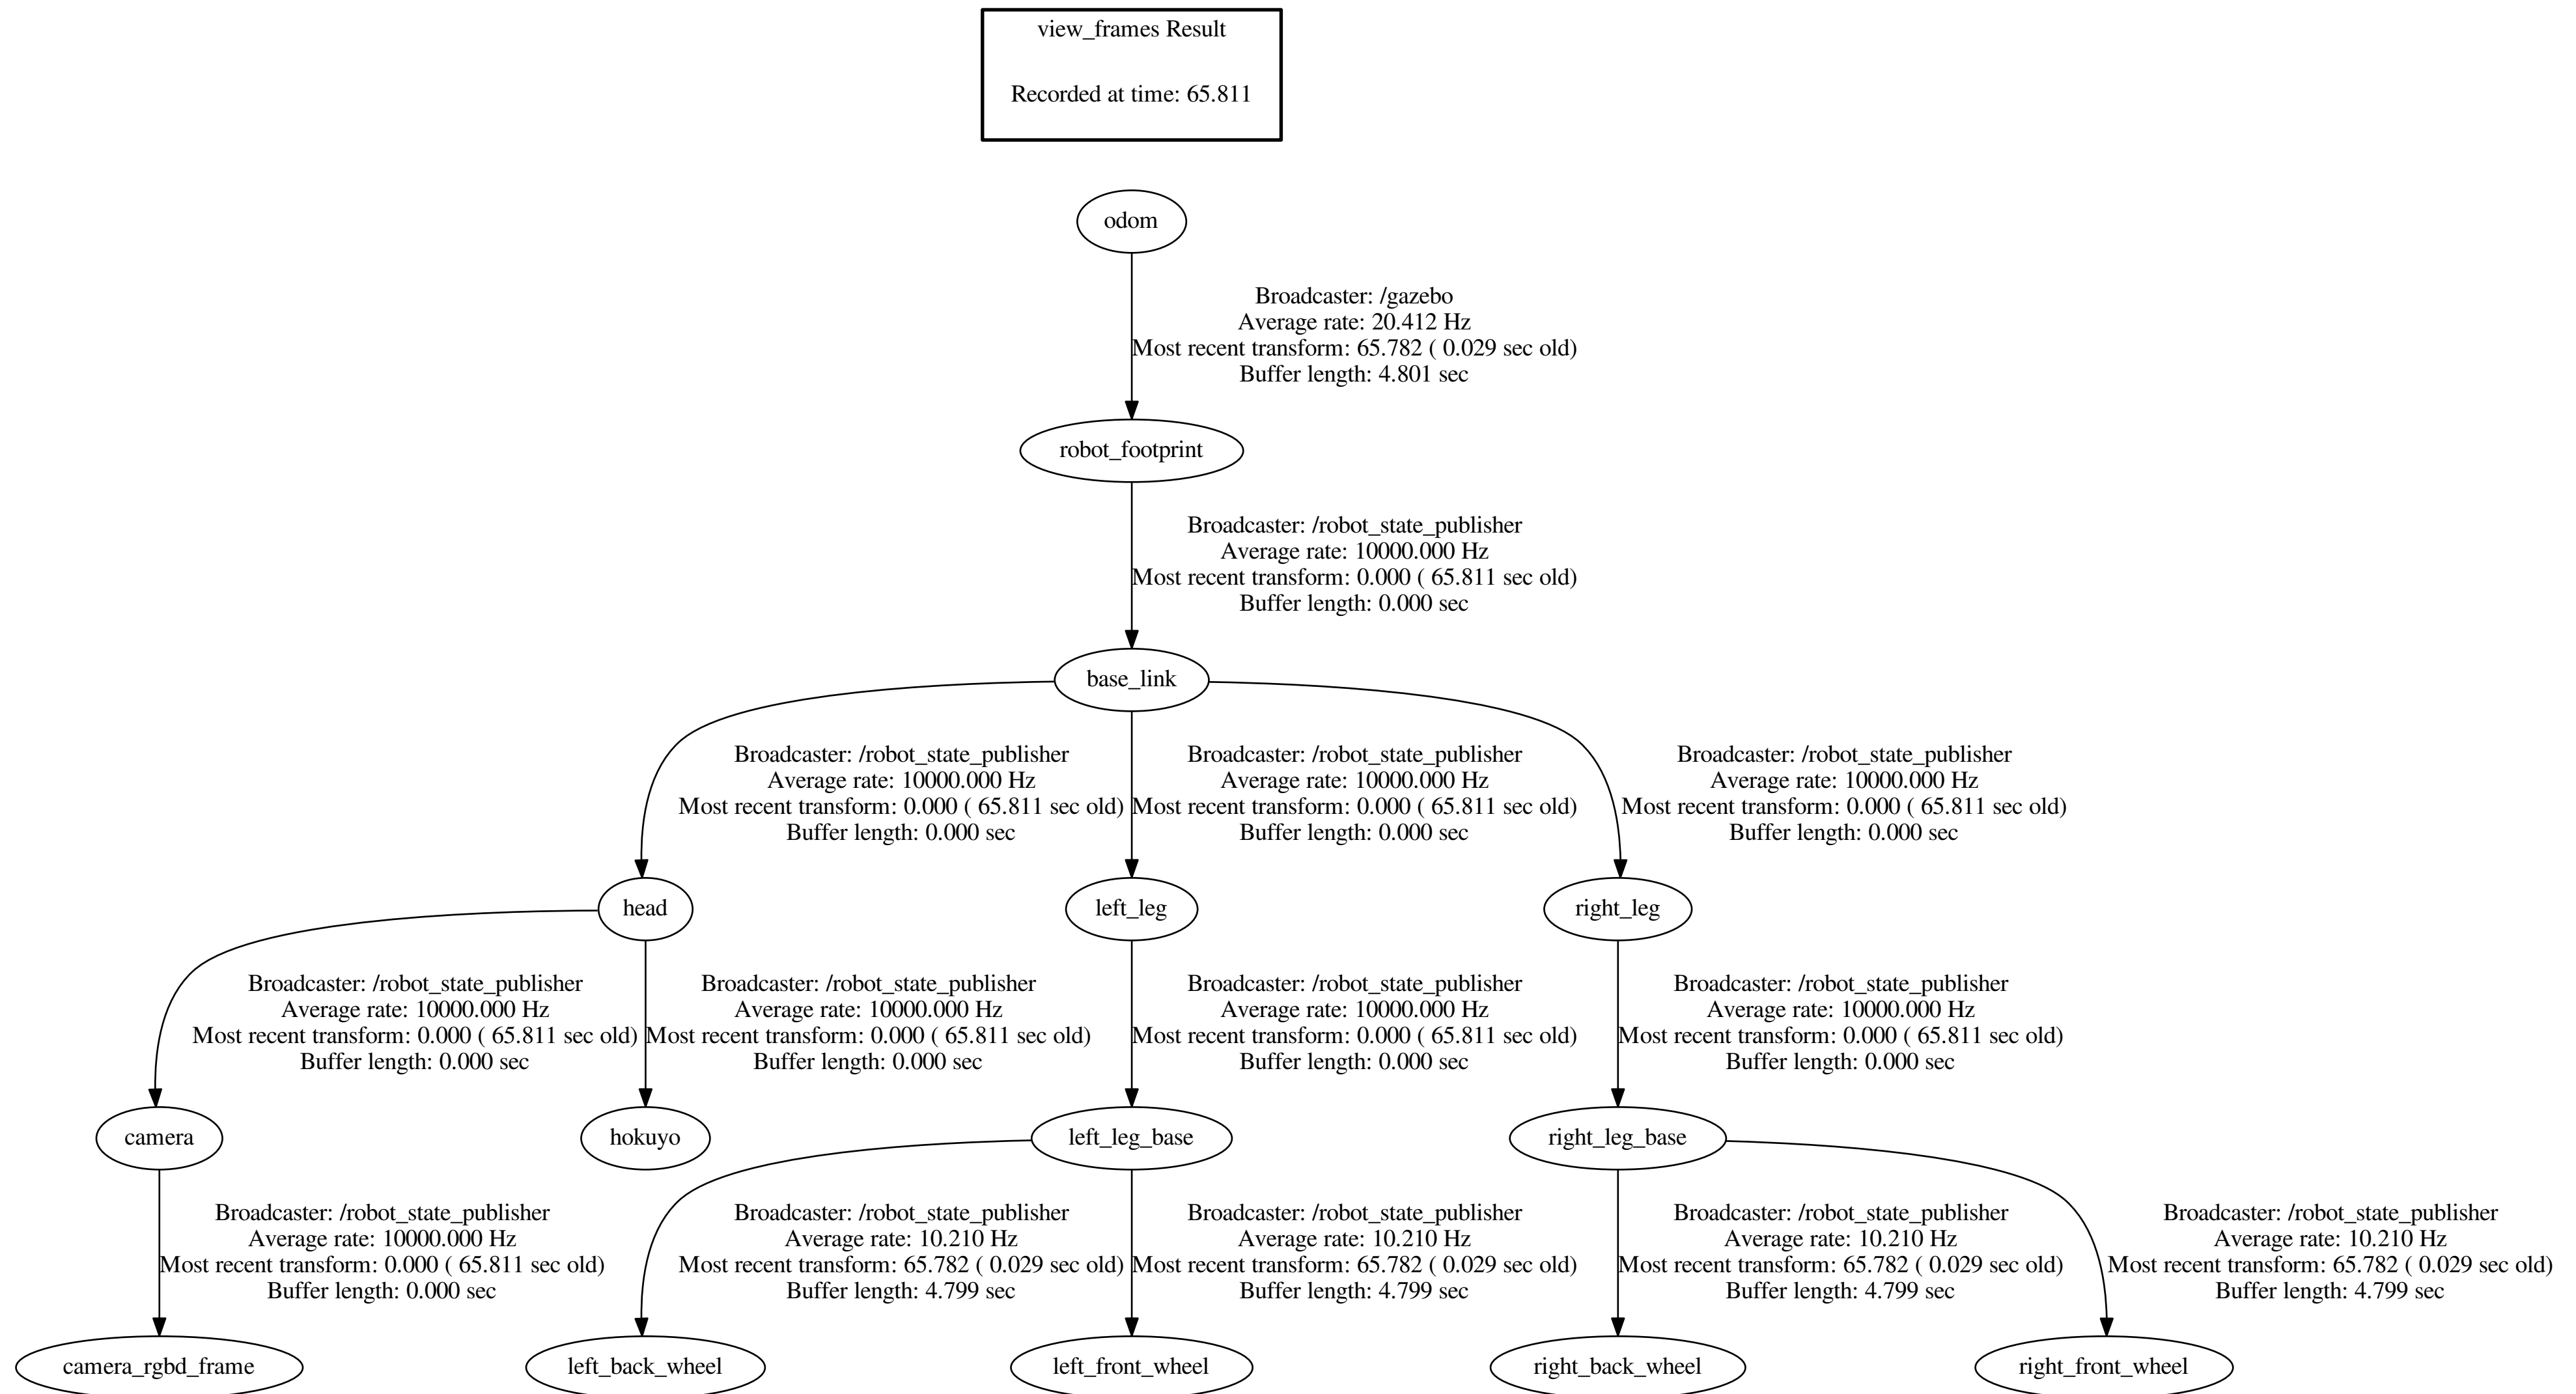 view_frames Result
Recorded at time: 65.811
odom
Broadcaster: /gazebo
Average rate: 20.412 Hz
Most recent transform: 65.782 ( 0.029 sec old)
Buffer length: 4.801 sec
robot_footprint
Broadcaster: /robot_state_publisher
Average rate: 10000.000 Hz
Most recent transform: 0.000 ( 65.811 sec old)
Buffer length: 0.000 sec
base_link
Broadcaster: /robot_state_publisher
Average rate: 10000.000 Hz
Most recent transform: 0.000 ( 65.811 sec old)
Buffer length: 0.000 sec
Broadcaster: /robot_state_publisher
Average rate: 10000.000 Hz
Most recent transform: 0.000 ( 65.811 sec old)
Buffer length: 0.000 sec
Broadcaster: /robot_state_publisher
Average rate: 10000.000 Hz
Most recent transform: 0.000 ( 65.811 sec old)
Buffer length: 0.000 sec
head
left_leg
right_leg
Broadcaster: /robot_state_publisher
Average rate: 10000.000 Hz
Most recent transform: 0.000 ( 65.811 sec old)
Buffer length: 0.000 sec
Broadcaster: /robot_state_publisher
Average rate: 10000.000 Hz
Most recent transform: 0.000 ( 65.811 sec old)
Buffer length: 0.000 sec
Broadcaster: /robot_state_publisher
Average rate: 10000.000 Hz
Most recent transform: 0.000 ( 65.811 sec old)
Buffer length: 0.000 sec
Broadcaster: /robot_state_publisher
Average rate: 10000.000 Hz
Most recent transform: 0.000 ( 65.811 sec old)
Buffer length: 0.000 sec
camera
hokuyo
left_leg_base
right_leg_base
Broadcaster: /robot_state_publisher
Average rate: 10000.000 Hz
Most recent transform: 0.000 ( 65.811 sec old)
Buffer length: 0.000 sec
Broadcaster: /robot_state_publisher
Average rate: 10.210 Hz
Most recent transform: 65.782 ( 0.029 sec old)
Buffer length: 4.799 sec
Broadcaster: /robot_state_publisher
Average rate: 10.210 Hz
Most recent transform: 65.782 ( 0.029 sec old)
Buffer length: 4.799 sec
Broadcaster: /robot_state_publisher
Average rate: 10.210 Hz
Most recent transform: 65.782 ( 0.029 sec old)
Buffer length: 4.799 sec
Broadcaster: /robot_state_publisher
Average rate: 10.210 Hz
Most recent transform: 65.782 ( 0.029 sec old)
Buffer length: 4.799 sec
camera_rgbd_frame
left_back_wheel
left_front_wheel
right_back_wheel
right_front_wheel